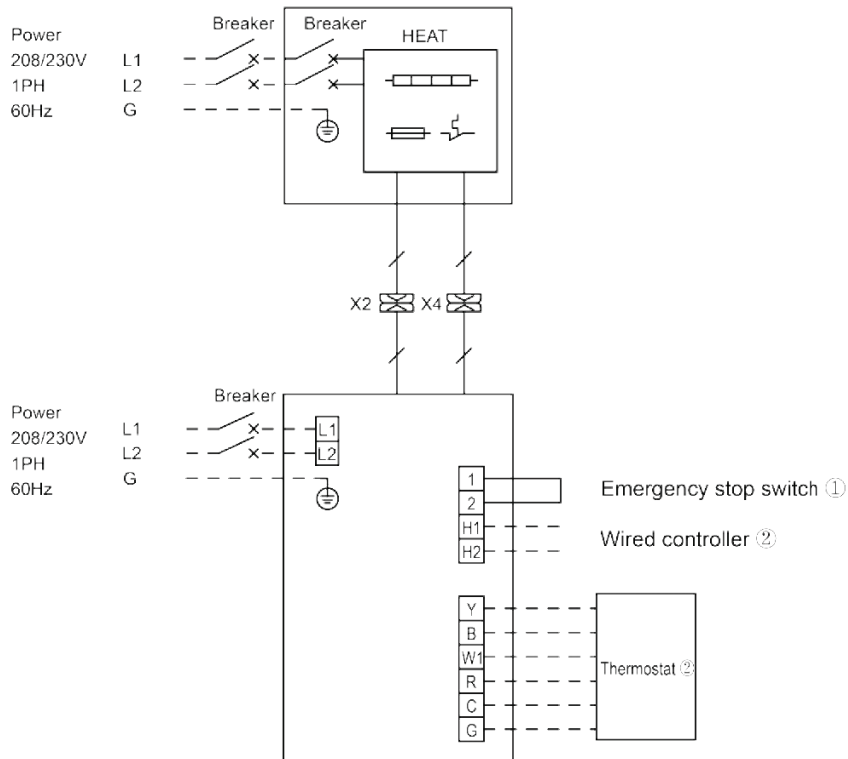 Breaker Breaker
Power
HEAT
208/230V L1
1PH L2
60Hz G
X2 X4
Breaker
Power
L1 L1
208/230V
L2 L2
1PH
G
60Hz
1
2
Emergency stop switch ①
H1
H2
Wired controller ②
Y
B
W1
R
C
G
Thermostat ②